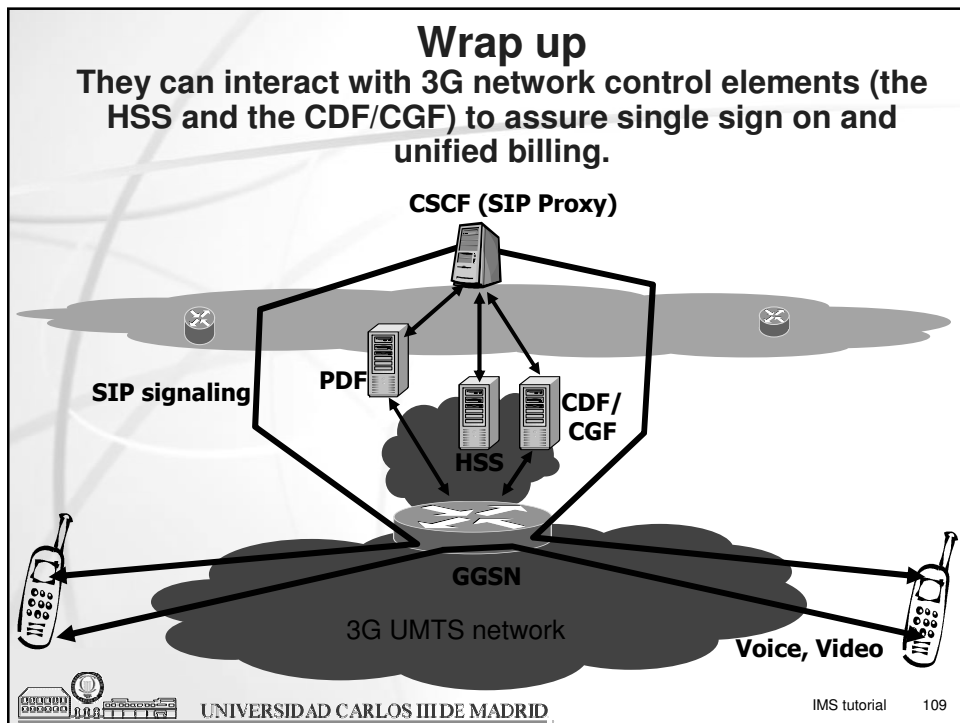 Wrap up
They can interact with 3G network control elements (the
HSS and the CDF/CGF) to assure single sign on and
unified billing.
CSCF (SIP Proxy)
SIP signaling
PDF
CDF/
CGF
HSS
GGSN
3G UMTS network
Voice, Video
UNIVERSIDAD CARLOS III DE MADRID
IMS tutorial 109